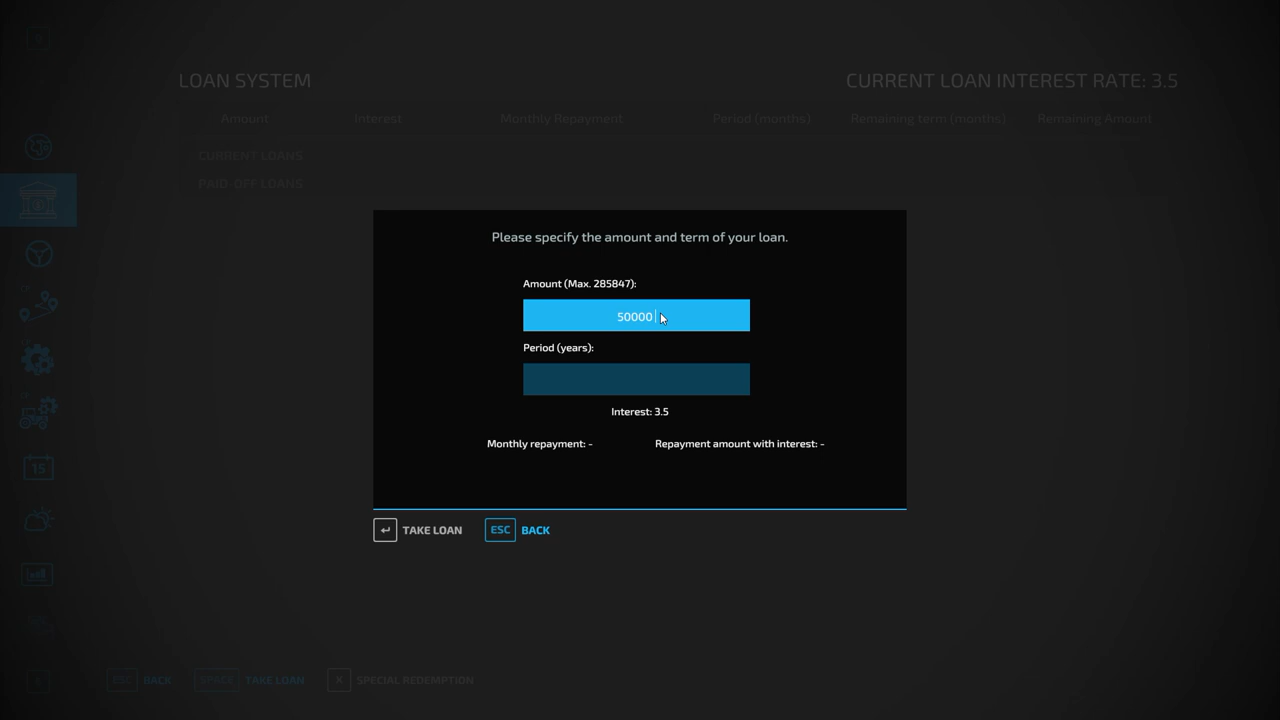 LOAN SYSTEM
CURRENT LOAN INTEREST RATE: 3.5
Amount Interest Monthly Repayment Period (months) Remaining term (months) Remaining Amount
CURRENT LOANS
PAID-OFF LOANS
Please specify the amount and term of your loan.
Amount (Max. 285847):
50000
Period (years):
Interest: 3.5
Monthly repayment: -
Repayment amount with interest: -
TAKE LOAN
ESC BACK
15
ESC BACK SPACE TAKE LOAN X SPECIAL REDEMPTION